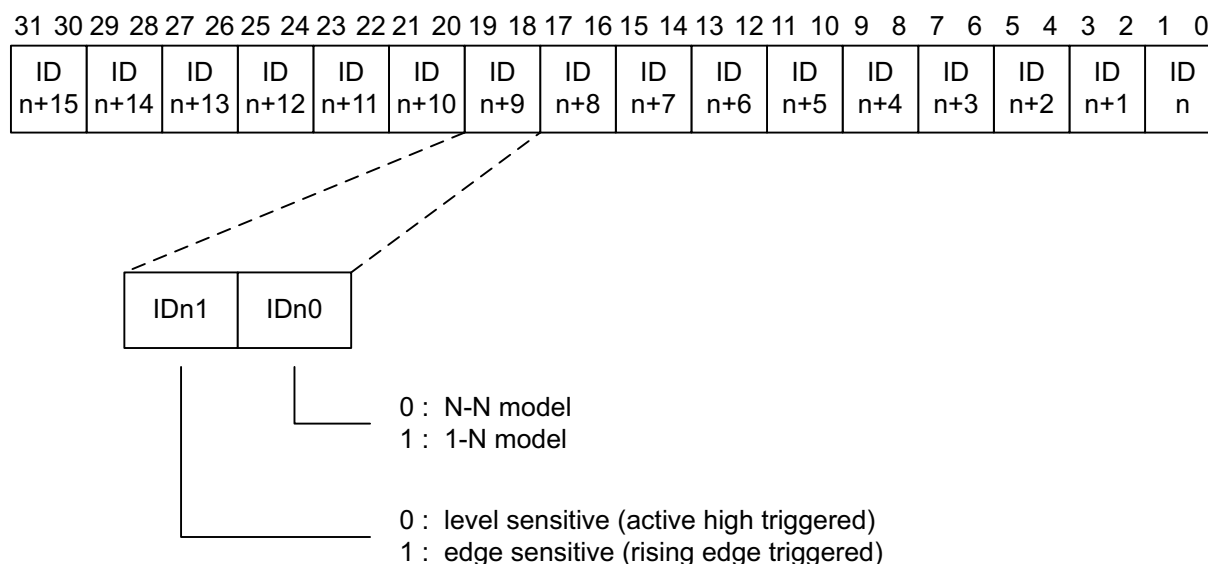 31 30 29 28 27 26 25 24 23 22 21 20 19 18 17 16 15 14 13 12 11 10 9 8 7 6 5 4 3 2 1 0
ID ID ID ID ID ID ID ID ID ID ID ID ID ID ID ID
n+15 n+14 n+13 n+12 n+11 n+10 n+9 n+8 n+7 n+6 n+5 n+4 n+3 n+2 n+1 n
IDn1 IDn0
0 : N-N model
1 : 1-N model
0 : level sensitive (active high triggered)
1 : edge sensitive (rising edge triggered)